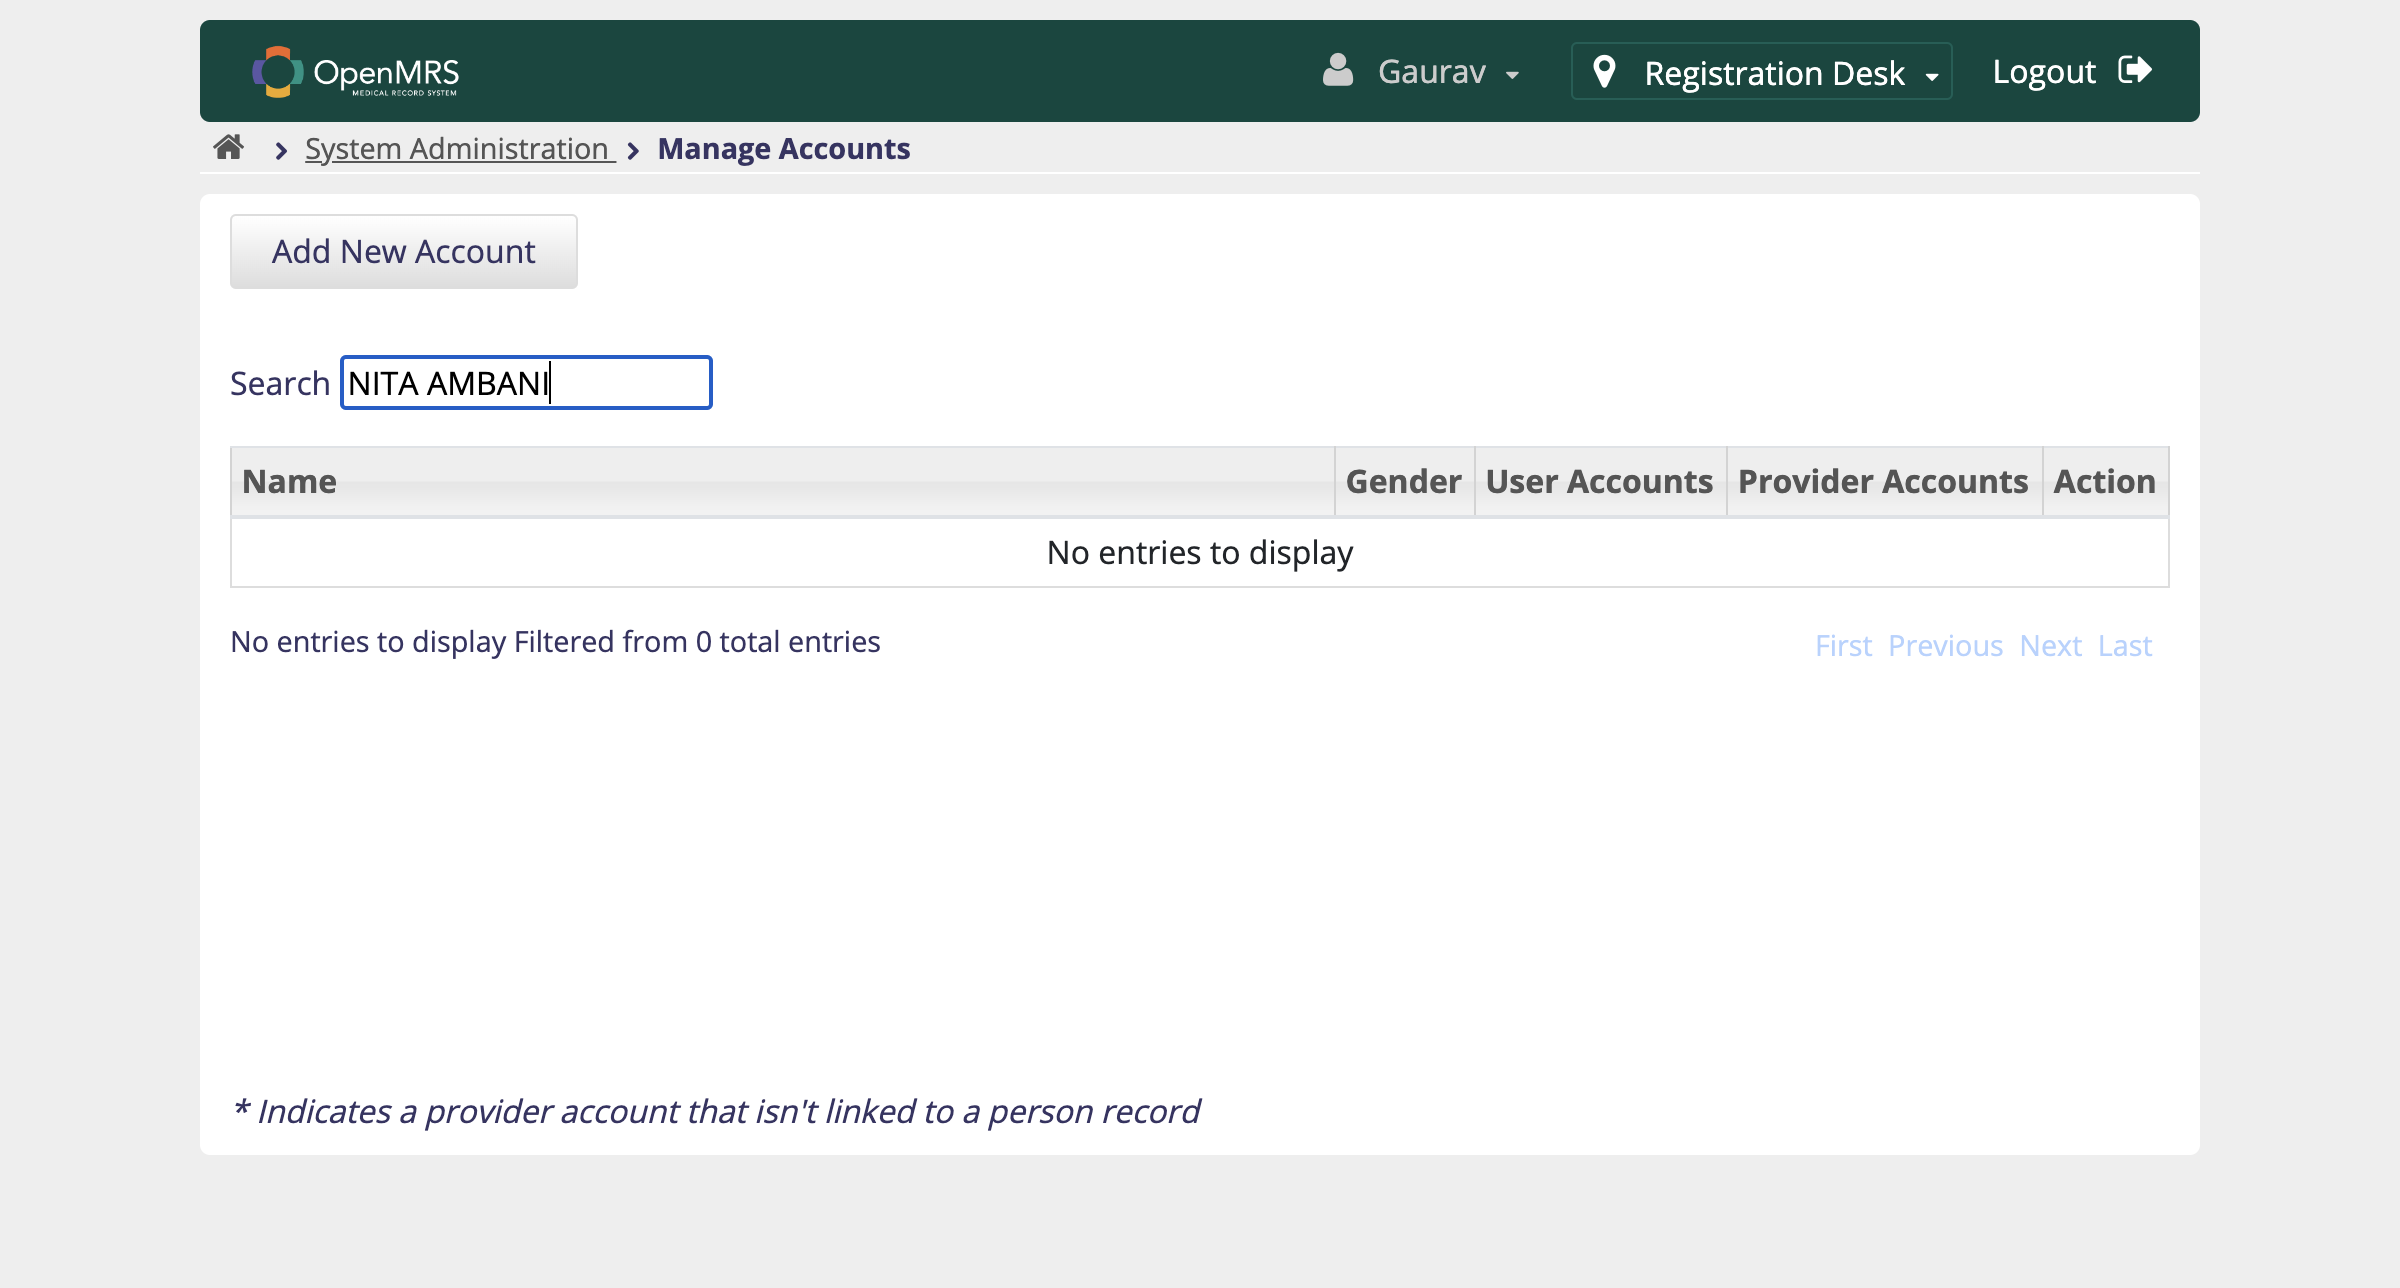 OpenMRS
MEDICAL RECORD SYSTEM
Gaurav
Registration Desk
Logout
System Administration
Manage Accounts
Add New Account
Search NITA AMBANI
Name Gender User Accounts Provider Accounts Action
No entries to display
No entries to display Filtered from 0 total entries
First Previous Next Last
* Indicates a provider account that isn't linked to a person record